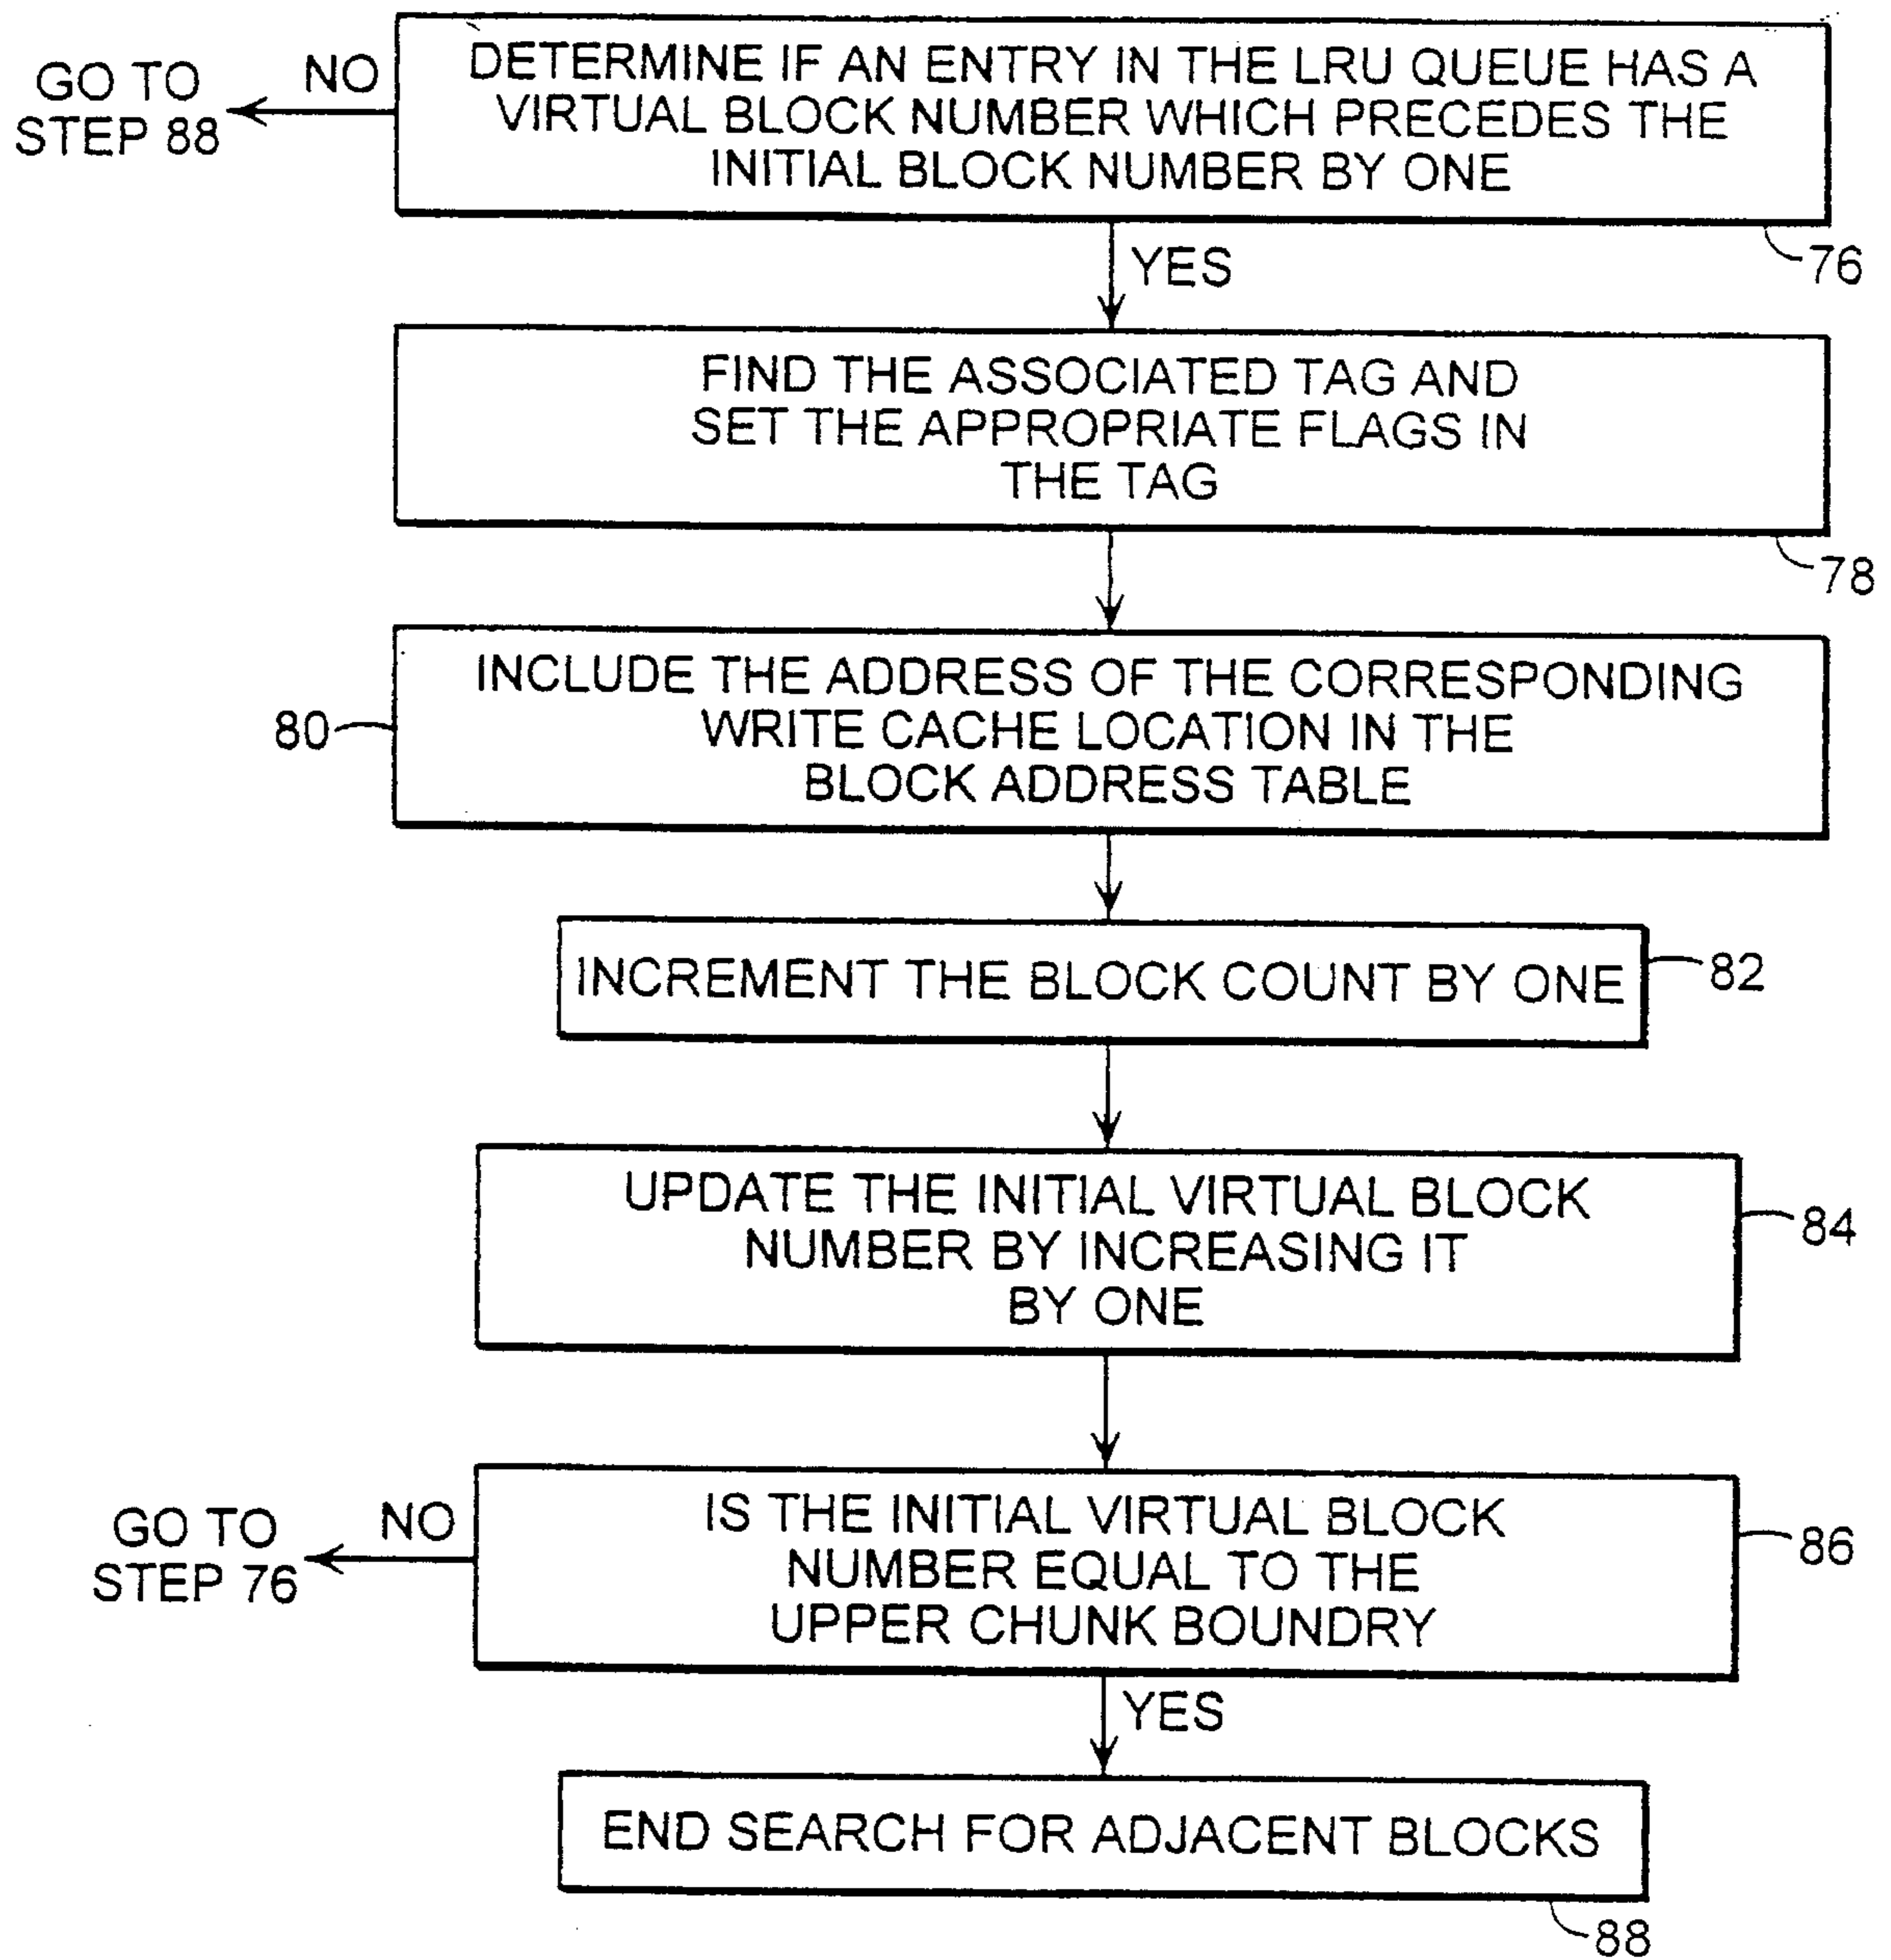 DETERMINE IF AN ENTRY IN THE LRU QUEUE HAS A
VIRTUAL BLOCK NUMBER WHICH PRECEDES THE
INITIAL BLOCK NUMBER BY ONE
NO
GO TO
STEP 88
76
YES
FIND THE ASSOCIATED TAG AND
SET THE APPROPRIATE FLAGS IN
THE TAG
78
INCLUDE THE ADDRESS OF THE CORRESPONDING
WRITE CACHE LOCATION IN THE
BLOCK ADDRESS TABLE
80
INCREMENT THE BLOCK COUNT BY ONE
82
UPDATE THE INITIAL VIRTUAL BLOCK
NUMBER BY INCREASING IT
BY ONE
84
IS THE INITIAL VIRTUAL BLOCK
NUMBER EQUAL TO THE
UPPER CHUNK BOUNDRY
86
NO
GO TO
STEP 76
YES
END SEARCH FOR ADJACENT BLOCKS
88